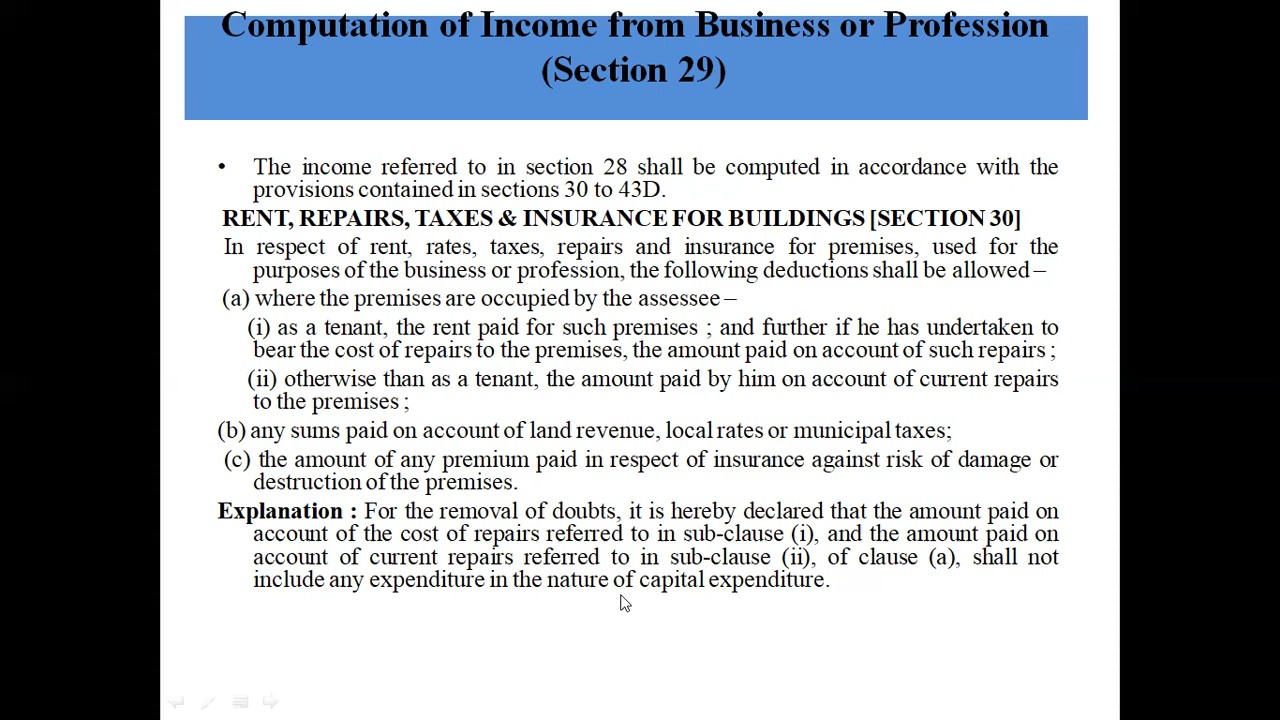 Computation of Income from Business or Profession
(Section 29)
• The income referred to in section 28 shall be computed in accordance with the
provisions contained in sections 30 to 43D.
RENT, REPAIRS, TAXES & INSURANCE FOR BUILDINGS [SECTION 30]
In respect of rent, rates, taxes, repairs and insurance for premises, used for the
purposes of the business or profession, the following deductions shall be allowed –
(a) where the premises are occupied by the assessee –
(i) as a tenant, the rent paid for such premises ; and further if he has undertaken to
bear the cost of repairs to the premises, the amount paid on account of such repairs ;
(ii) otherwise than as a tenant, the amount paid by him on account of current repairs
to the premises ;
(b) any sums paid on account of land revenue, local rates or municipal taxes;
(c) the amount of any premium paid in respect of insurance against risk of damage or
destruction of the premises.
Explanation : For the removal of doubts, it is hereby declared that the amount paid on
account of the cost of repairs referred to in sub-clause (i), and the amount paid on
account of current repairs referred to in sub-clause (ii), of clause (a), shall not
include any expenditure in the nature of capital expenditure.